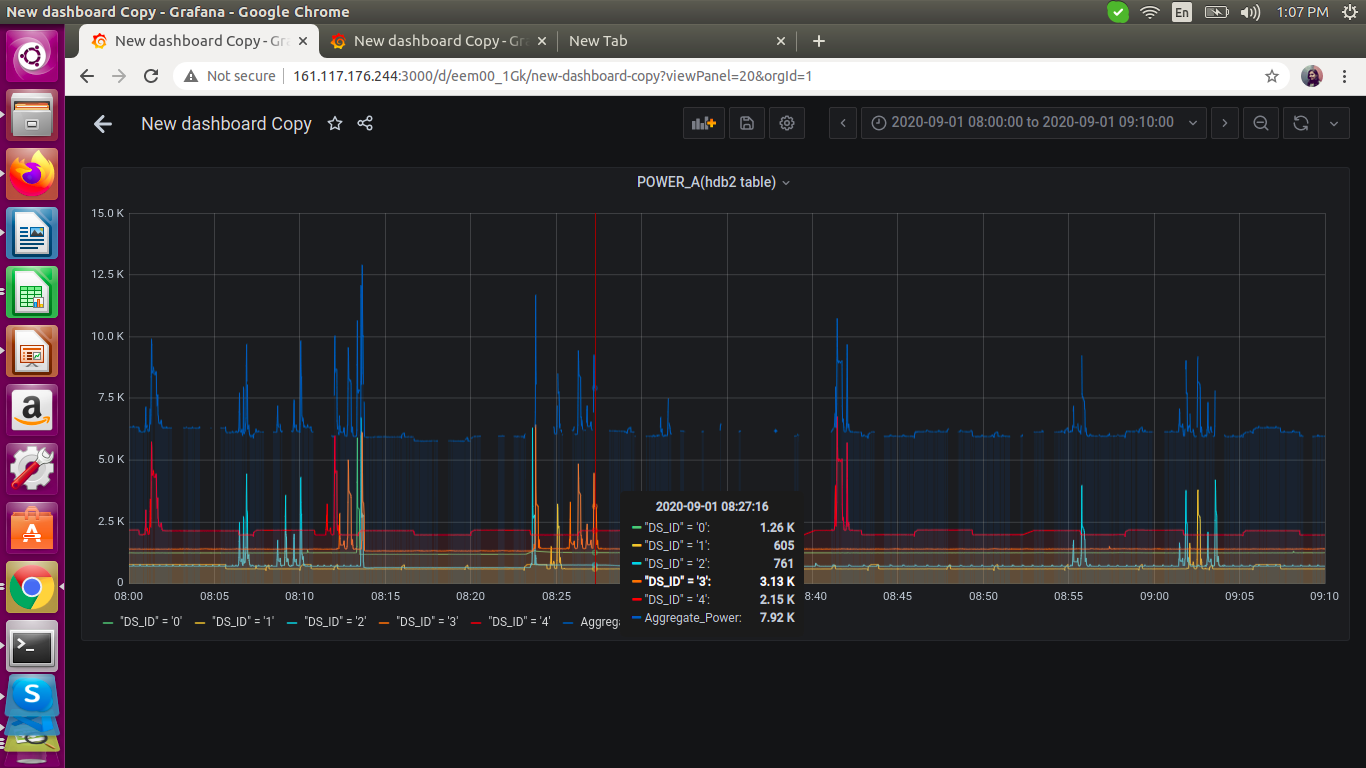 New dashboard Copy - Grafana - Google Chrome
En
1:07 PM
New dashboard Copy - Gr
New dashboard Copy - Gr
New Tab
Not secure
161.117.176.244:3000/d/eem00_1Gk/new-dashboard-copy?viewPanel=20&orgId=1
New dashboard Copy
2020-09-01 08:00:00 to 2020-09-01 09:10:00
POWER_A(hdb2 table)
15.0 K
12.5 K
10.0 K
7.5 K
5.0 K
2.5 K
0
2020-09-01 08:27:16
"DS_ID" = '0': 1.26 K
"DS_ID" = '1': 605
"DS_ID" = '2': 761
"DS_ID" = '3': 3.13 K
"DS_ID" = '4': 2.15 K
Aggregate_Power: 7.92 K
08:00 08:05 08:10 08:15 08:20 08:25 :40 08:45 08:50 08:55 09:00 09:05 09:10
"DS_ID" = '0' "DS_ID" = '1' "DS_ID" = '2' "DS_ID" = '3' "DS_ID" = '4' Aggreg